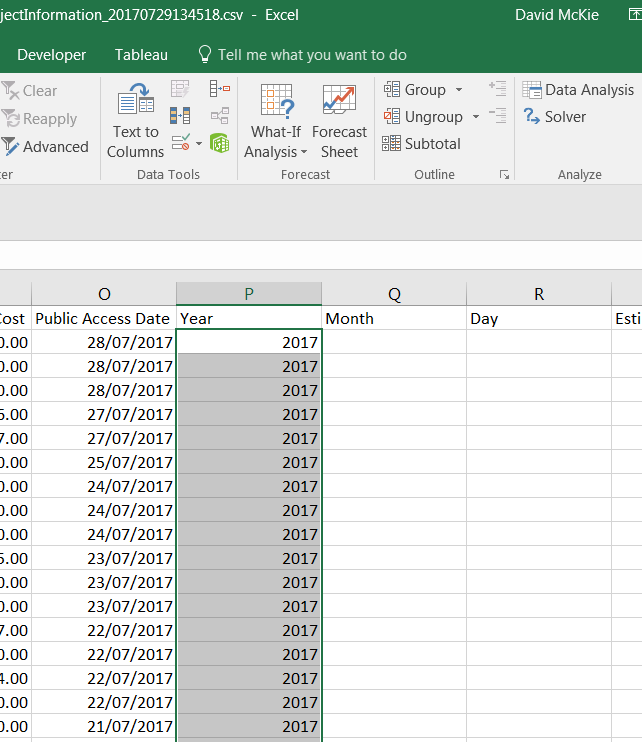 jectInformation_20170729134518.csv - Excel David McKie
Developer Tableau Tell me what you want to do
Clear
Reapply
Advanced
Text to Columns
What-If Analysis
Forecast Sheet
Group
Ungroup
Subtotal
Data Analysis
Solver
er Data Tools Forecast Outline Analyze
O P Q R
Cost Public Access Date Year Month Day Esti
0.00 28/07/2017 2017
0.00 28/07/2017 2017
0.00 28/07/2017 2017
5.00 27/07/2017 2017
7.00 27/07/2017 2017
0.00 25/07/2017 2017
0.00 24/07/2017 2017
0.00 24/07/2017 2017
0.00 24/07/2017 2017
5.00 23/07/2017 2017
0.00 23/07/2017 2017
0.00 23/07/2017 2017
7.00 22/07/2017 2017
0.00 22/07/2017 2017
4.00 22/07/2017 2017
0.00 22/07/2017 2017
0.00 21/07/2017 2017